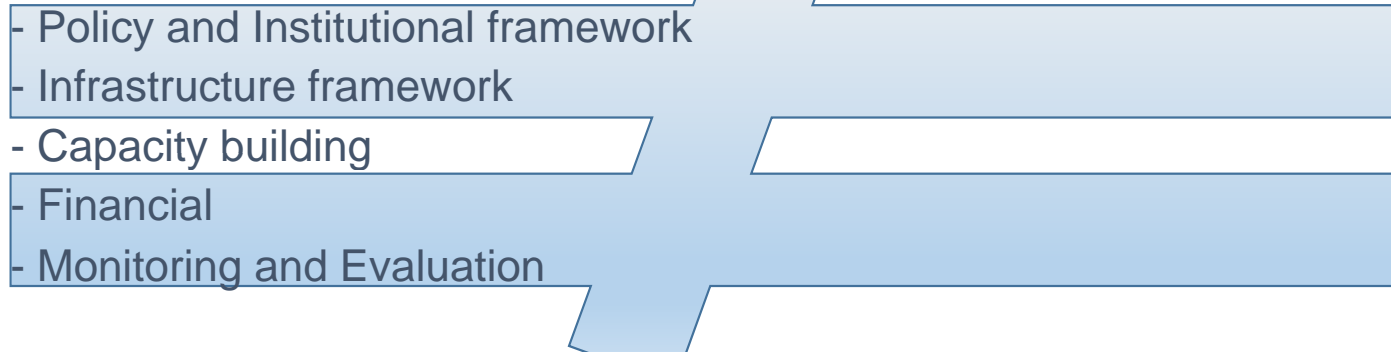 - Policy and Institutional framework
- Infrastructure framework
- Capacity building
- Financial
- Monitoring and Evaluation